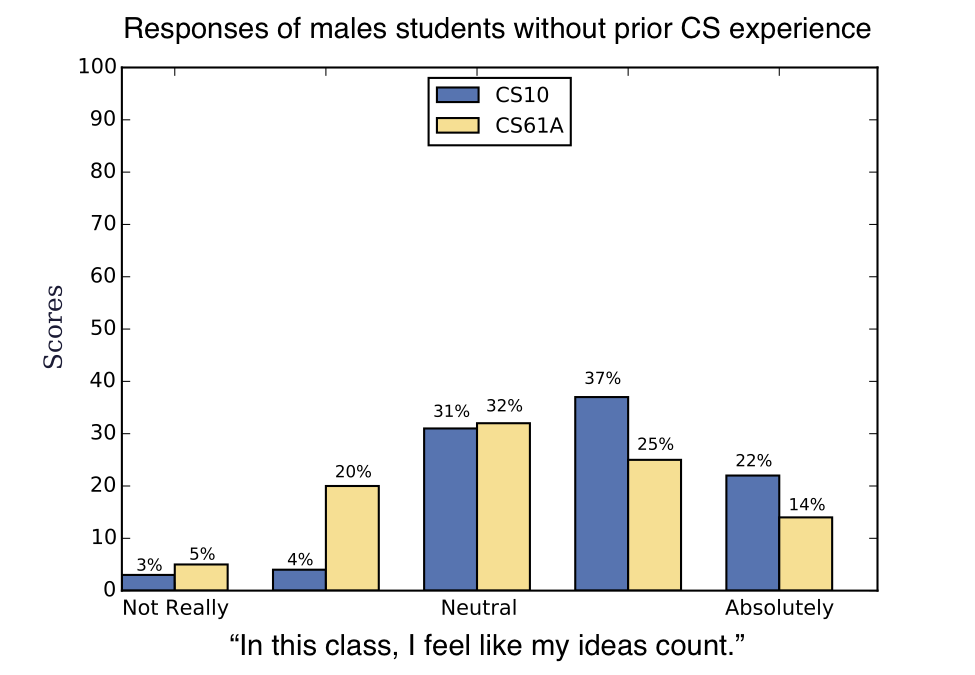 Responses of males students without prior CS experience
100
90
80
70
60
50
40
30
20
10
0
Scores
CS10
CS61A
3%
5%
4%
20%
31%
32%
37%
25%
22%
14%
Not Really
Neutral
Absolutely
“In this class, I feel like my ideas count.”